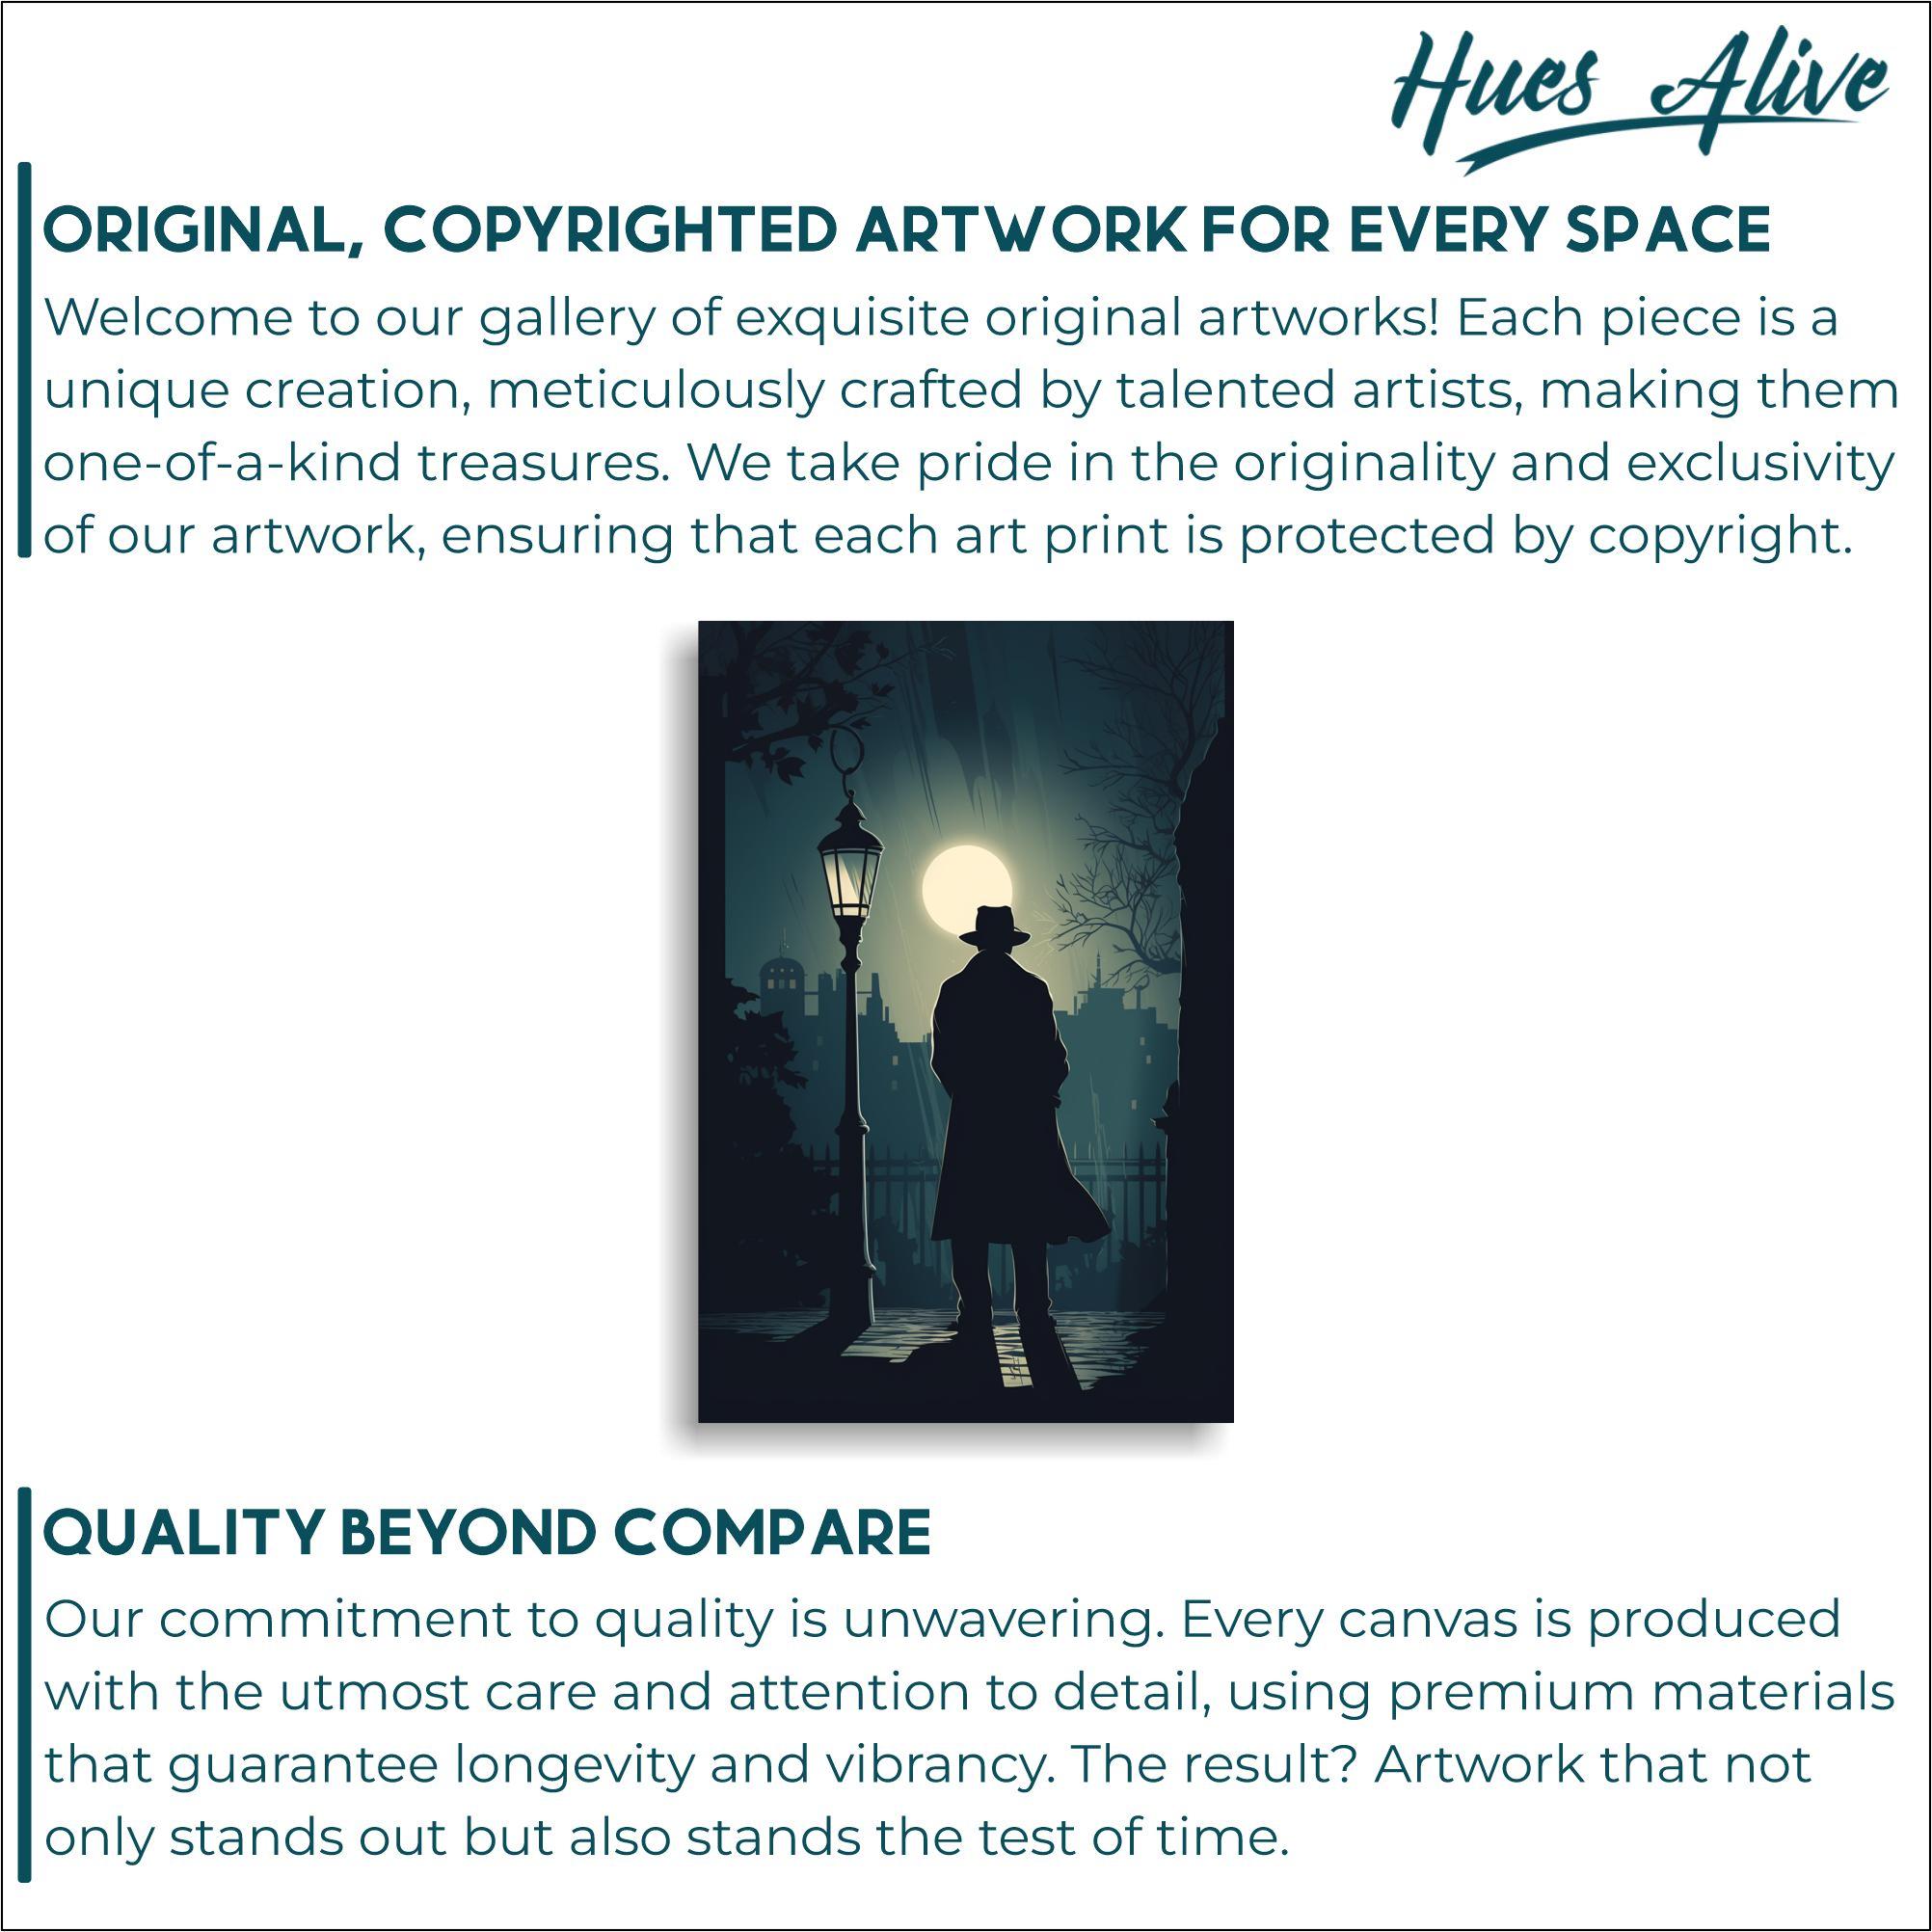 Hues Alive
ORIGINAL, COPYRIGHTED ARTWORK FOR EVERY SPACE
Welcome to our gallery of exquisite original artworks! Each piece is a
unique creation, meticulously crafted by talented artists, making them
one-of-a-kind treasures. We take pride in the originality and exclusivity
of our artwork, ensuring that each art print is protected by copyright.
QUALITY BEYOND COMPARE
Our commitment to quality is unwavering. Every canvas is produced
with the utmost care and attention to detail, using premium materials
that guarantee longevity and vibrancy. The result? Artwork that not
only stands out but also stands the test of time.